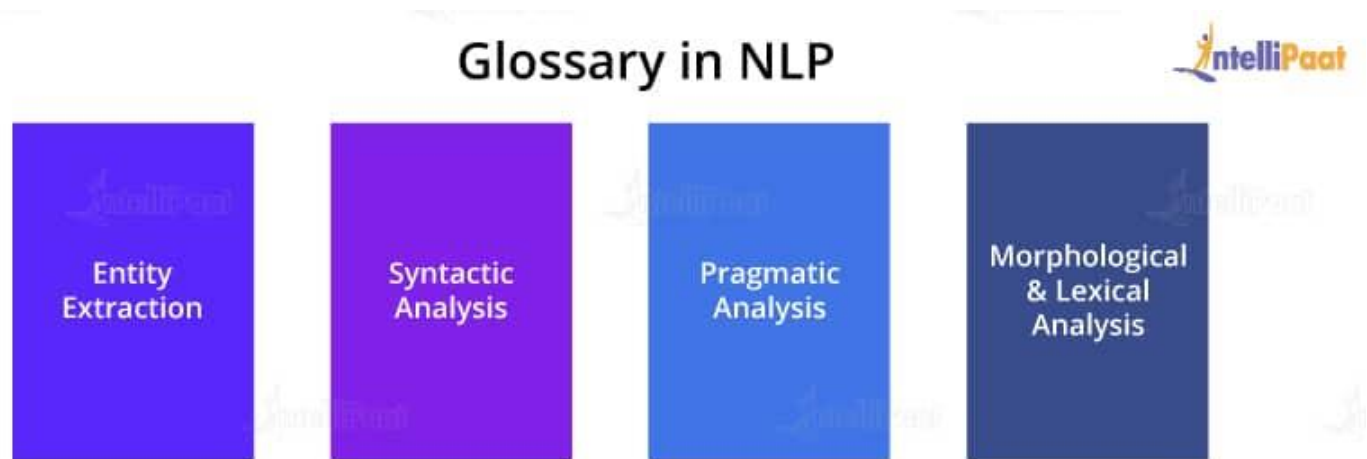 Glossary in NLP
IntelliPaat
Entity
Extraction
Syntactic
Analysis
Pragmatic
Analysis
Morphological
& Lexical
Analysis